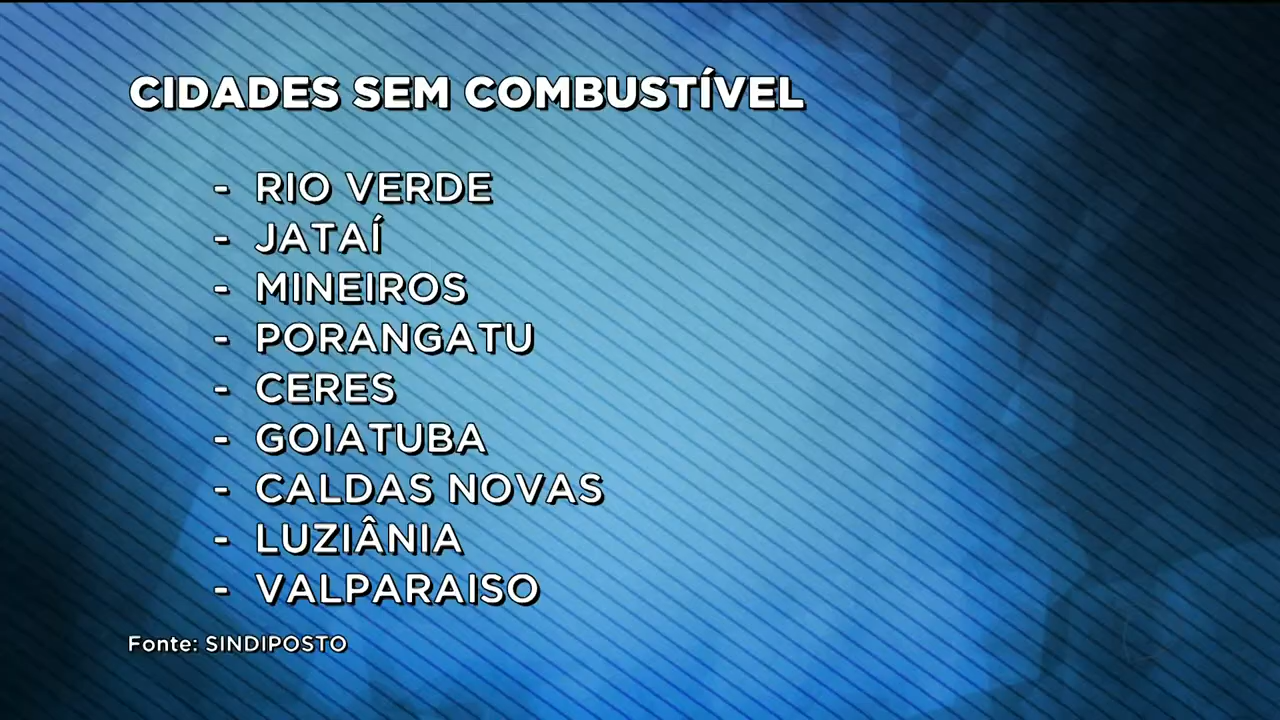 CIDADES SEM COMBUSTÍVEL
- RIO VERDE
- JATAÍ
- MINEIROS
- PORANGATU
- CERES
- GOIATUBA
- CALDAS NOVAS
- LUZIÂNIA
- VALPARAISO
Fonte: SINDIPOSTO